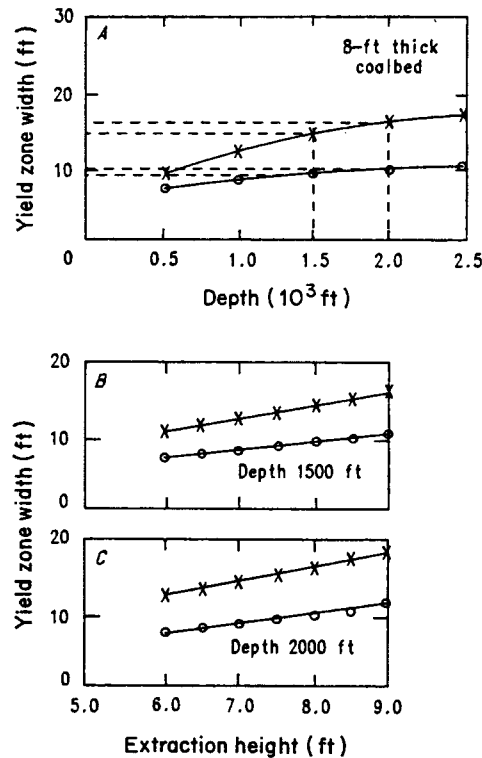 30
A
8-ft thick
coalbed
20
10
0
Yield zone width (ft)
0.5 1.0 1.5 2.0 2.5
Depth (10³ ft)
20
B
10
Depth 1500 ft
0
20
C
10
Depth 2000 ft
0
Yield zone width (ft)
5.0 6.0 7.0 8.0 9.0
Extraction height (ft)